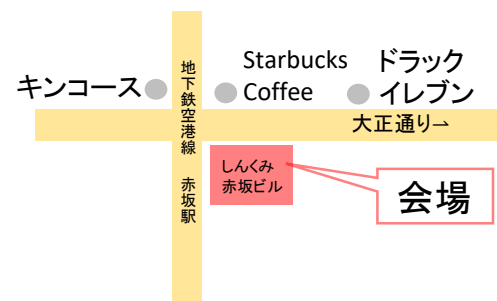 キンコース
地下鉄空港線 赤坂駅
Starbucks
Coffee
ドラック
イレブン
大正通り→
しんくみ
赤坂ビル
会場